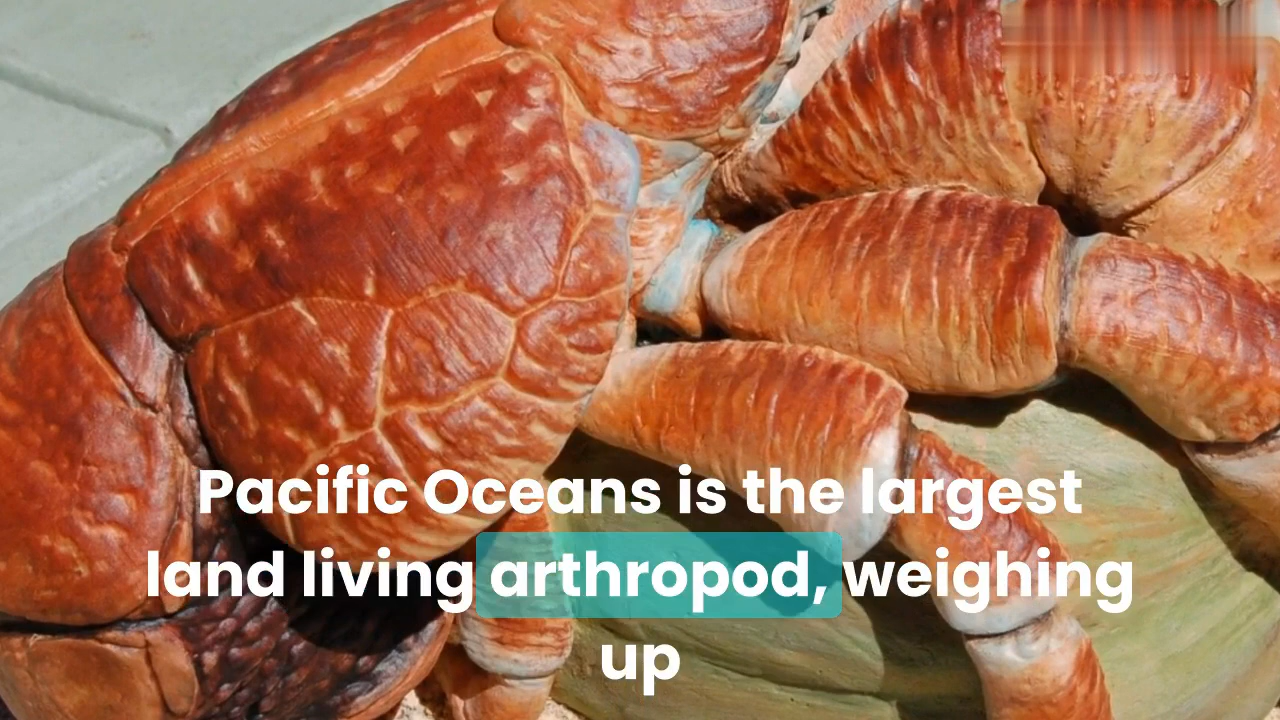 Pacific Oceans is the largest
land living arthropod, weighing
up